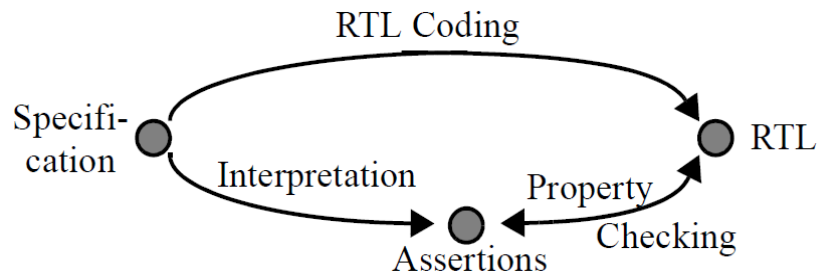 RTL Coding
Specifi-
cation
RTL
Interpretation
Property
Checking
Assertions